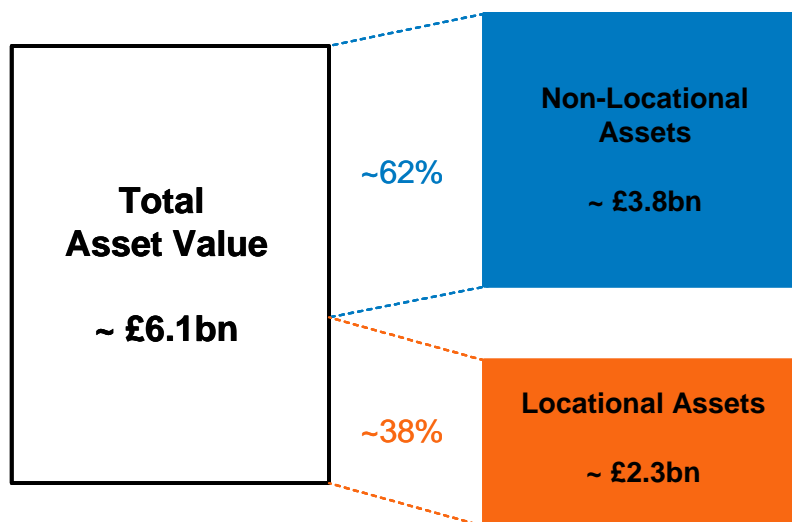 Total
Asset Value
~ £6.1bn
~62%
Non-Locational
Assets
~ £3.8bn
~38%
Locational Assets
~ £2.3bn